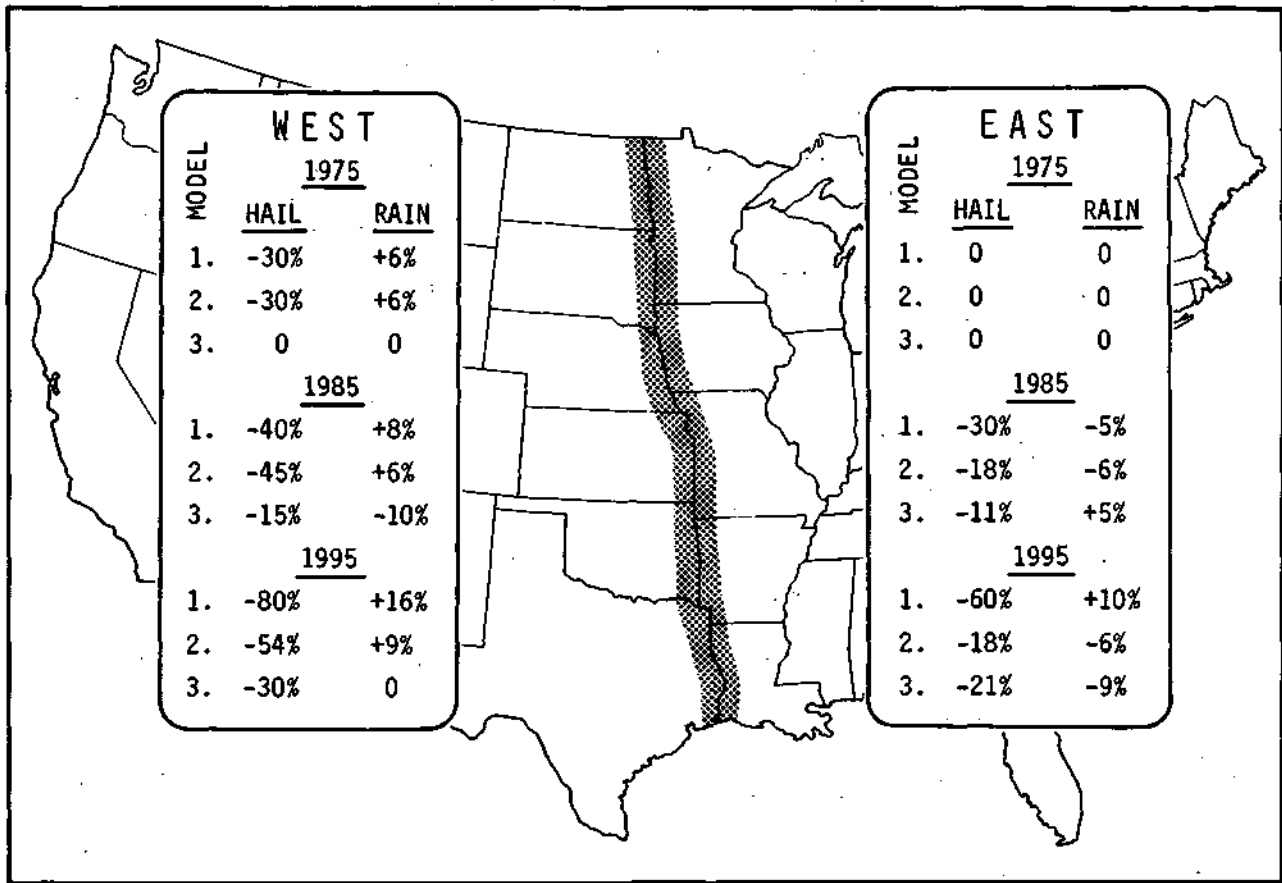 WEST
MODEL
1975
HAIL RAIN
1. -30% +6%
2. -30% +6%
3. 0 0
1985
1. -40% +8%
2. -45% +6%
3. -15% -10%
1995
1. -80% +16%
2. -54% +9%
3. -30% 0
EAST
MODEL
1975
HAIL RAIN
1. 0 0
2. 0 0
3. 0 0
1985
1. -30% -5%
2. -18% -6%
3. -11% +5%
1995
1. -60% +10%
2. -18% -6%
3. -21% -9%